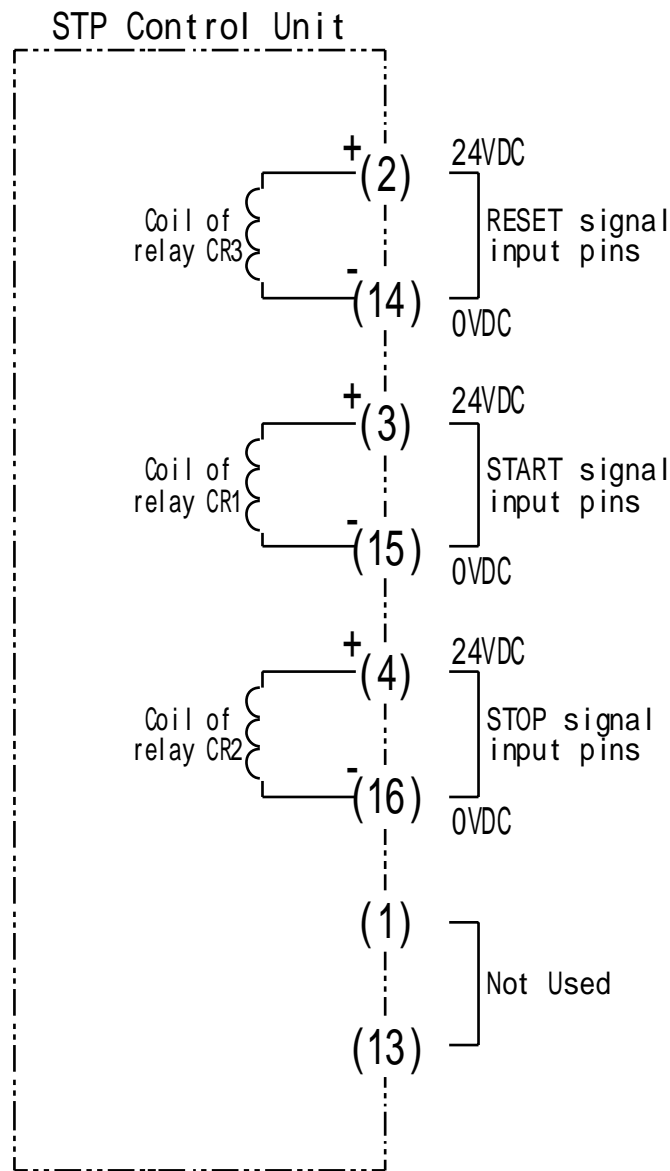 STP Control Unit
+
(2)
24VDC
Coil of
relay CR3
RESET signal
input pins
-
(14)
0VDC
+
(3)
24VDC
Coil of
relay CR1
START signal
input pins
-
(15)
0VDC
+
(4)
24VDC
Coil of
relay CR2
STOP signal
input pins
-
(16)
0VDC
(1)
Not Used
(13)